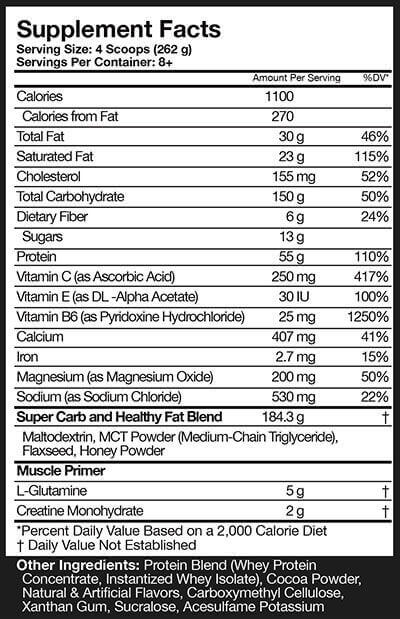 Supplement Facts
Serving Size: 4 Scoops (262 g)
Servings Per Container: 8+
Amount Per Serving %DV*
Calories 1100
Calories from Fat 270
Total Fat 30 g 46%
Saturated Fat 23 g 115%
Cholesterol 155 mg 52%
Total Carbohydrate 150 g 50%
Dietary Fiber 6 g 24%
Sugars 13 g
Protein 55 g 110%
Vitamin C (as Ascorbic Acid) 250 mg 417%
Vitamin E (as DL -Alpha Acetate) 30 IU 100%
Vitamin B6 (as Pyridoxine Hydrochloride) 25 mg 1250%
Calcium 407 mg 41%
Iron 2.7 mg 15%
Magnesium (as Magnesium Oxide) 200 mg 50%
Sodium (as Sodium Chloride) 530 mg 22%
Super Carb and Healthy Fat Blend 184.3 g †
Maltodextrin, MCT Powder (Medium-Chain Triglyceride),
Flaxseed, Honey Powder
Muscle Primer
L-Glutamine 5 g †
Creatine Monohydrate 2 g †
*Percent Daily Value Based on a 2,000 Calorie Diet
† Daily Value Not Established
Other Ingredients: Protein Blend (Whey Protein
Concentrate, Instantized Whey Isolate), Cocoa Powder,
Natural & Artificial Flavors, Carboxymethyl Cellulose,
Xanthan Gum, Sucralose, Acesulfame Potassium